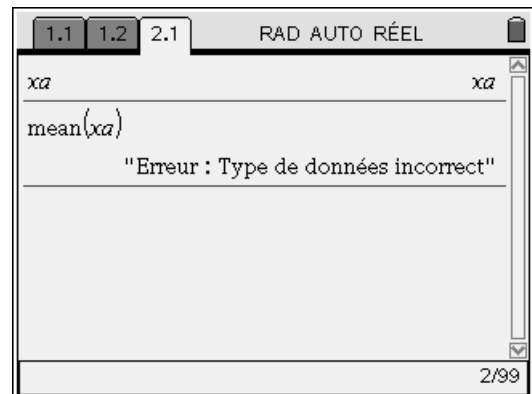 1.1 1.2 2.1 RAD AUTO RÉEL
xa xa
mean(xa)
"Erreur : Type de données incorrect"
2/99